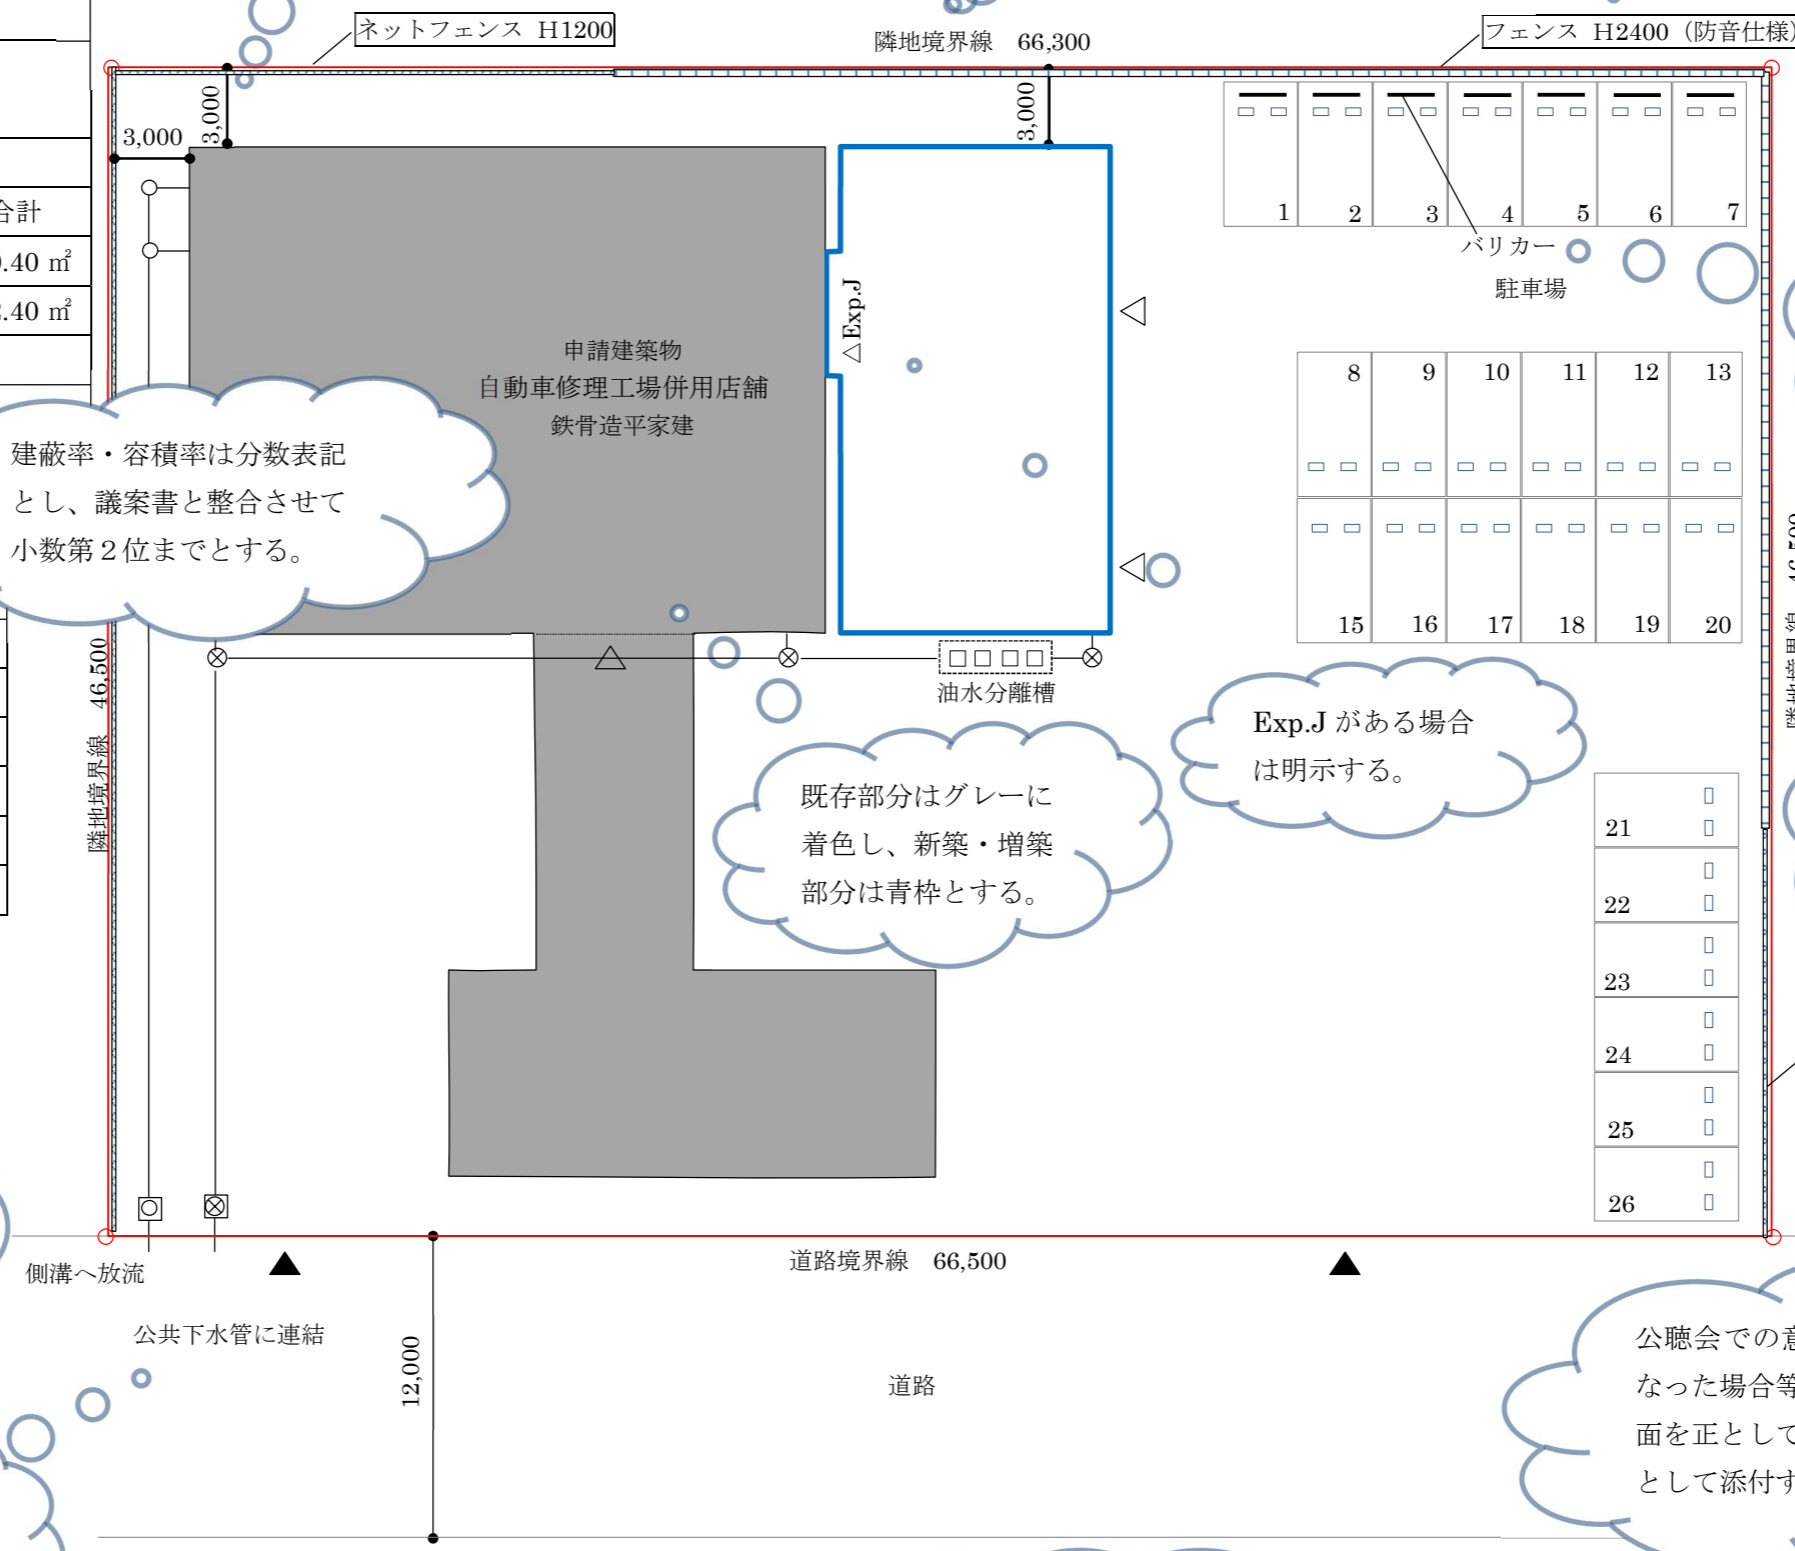 ネットフェンス H1200
隣地境界線 66,300
フェンス H2400（防音仕様）
3,000
3,000
3,000
合計
.40 ㎡
.40 ㎡
1 2 3 4 5 6 7
バリカー
駐車場
△Exp.J
申請建築物
自動車修理工場併用店舗
鉄骨造平家建
8 9 10 11 12 13
15 16 17 18 19 20
建蔽率・容積率は分数表記
とし、議案書と整合させて
小数第２位までとする。
油水分離槽
隣地境界線 46,500
隣地境界線 46,500
Exp.J がある場合
は明示する。
既存部分はグレーに
着色し、新築・増築
部分は青枠とする。
21
22
23
24
25
26
側溝へ放流
道路境界線 66,500
公共下水管に連結
12,000
道路
公聴会での意
なった場合等
面を正として
として添付す